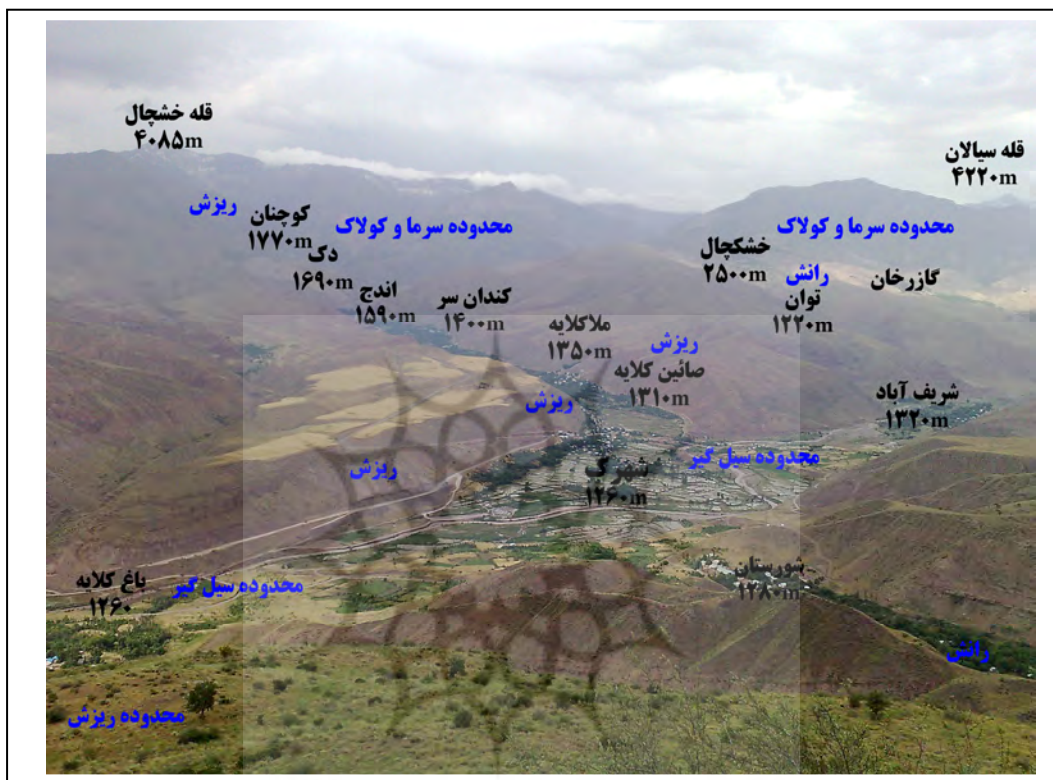 قله خشچال
۴۰۸۵m
قله سیالان
۴۲۲۰m
ریزش
کوچنان
۱۷۷۰m
محدوده سرما و کولاک
محدوده سرما و کولاک
دک
۱۶۹۰m
خشکچال
۲۵۰۰m
رانش
گازرخان
توان
۱۲۲۰m
اندج
۱۵۹۰m
کندان سر
۱۴۰۰m
ملاکلایه
۱۳۵۰m
ریزش
صائین کلایه
۱۳۱۰m
شریف آباد
۱۳۲۰m
ریزش
ریزش
محدوده سیل گیر
شهرک
۱۲۶۰m
باغ کلایه
۱۲۶۰
محدوده سیل گیر
شورستان
۱۲۸۰m
رانش
محدوده ریزش